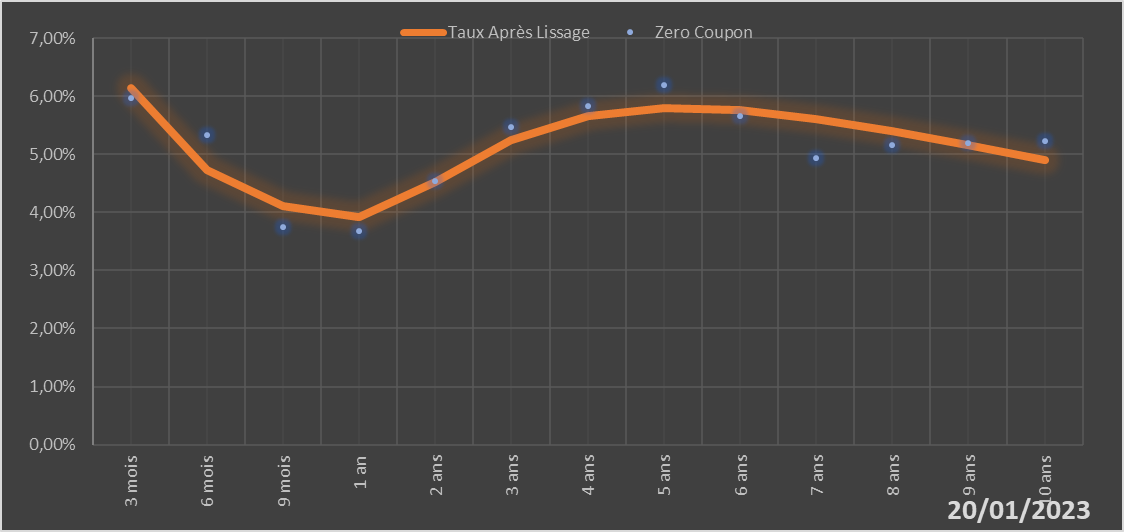 Taux Après Lissage Zero Coupon
7,00%
6,00%
5,00%
4,00%
3,00%
2,00%
1,00%
0,00%
3 mois
6 mois
9 mois
1 an
2 ans
3 ans
4 ans
5 ans
6 ans
7 ans
8 ans
9 ans
10 ans
20/01/2023